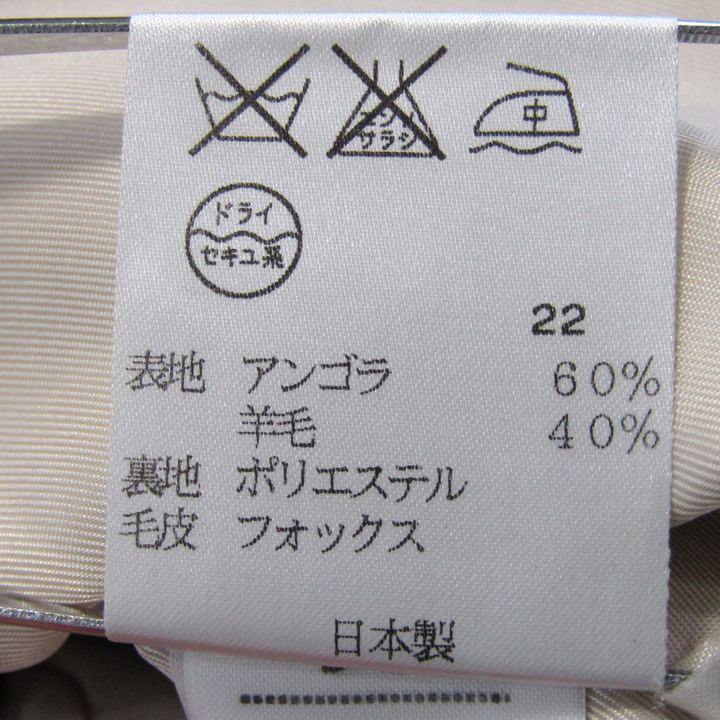 エンソ
サラシ
中
ドライ
セキユ系
22
表地 アンゴラ 60%
羊毛 40%
裏地 ポリエステル
毛皮 フォックス
日本製